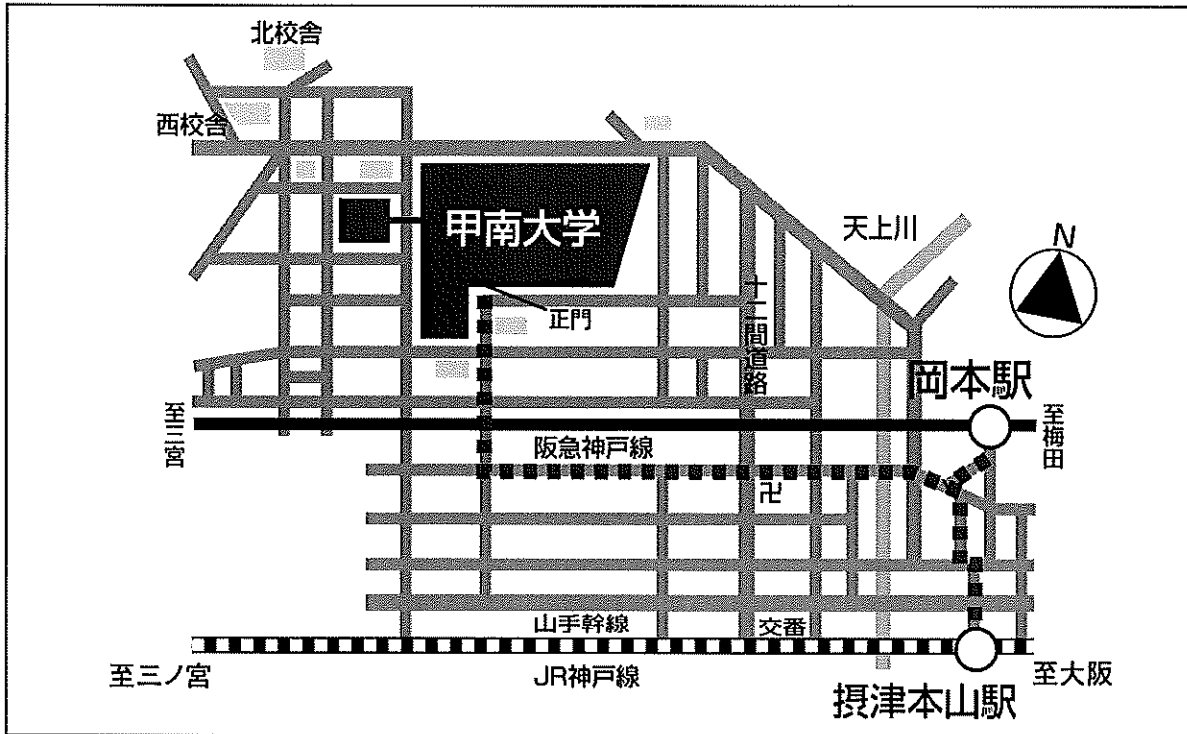 北校舎
西校舎
甲南大学
天上川
N
正門
十二間道路
岡本駅
至三宮
阪急神戸線
至梅田
卍
山手幹線
交番
至三ノ宮
JR神戸線
至大阪
摂津本山駅